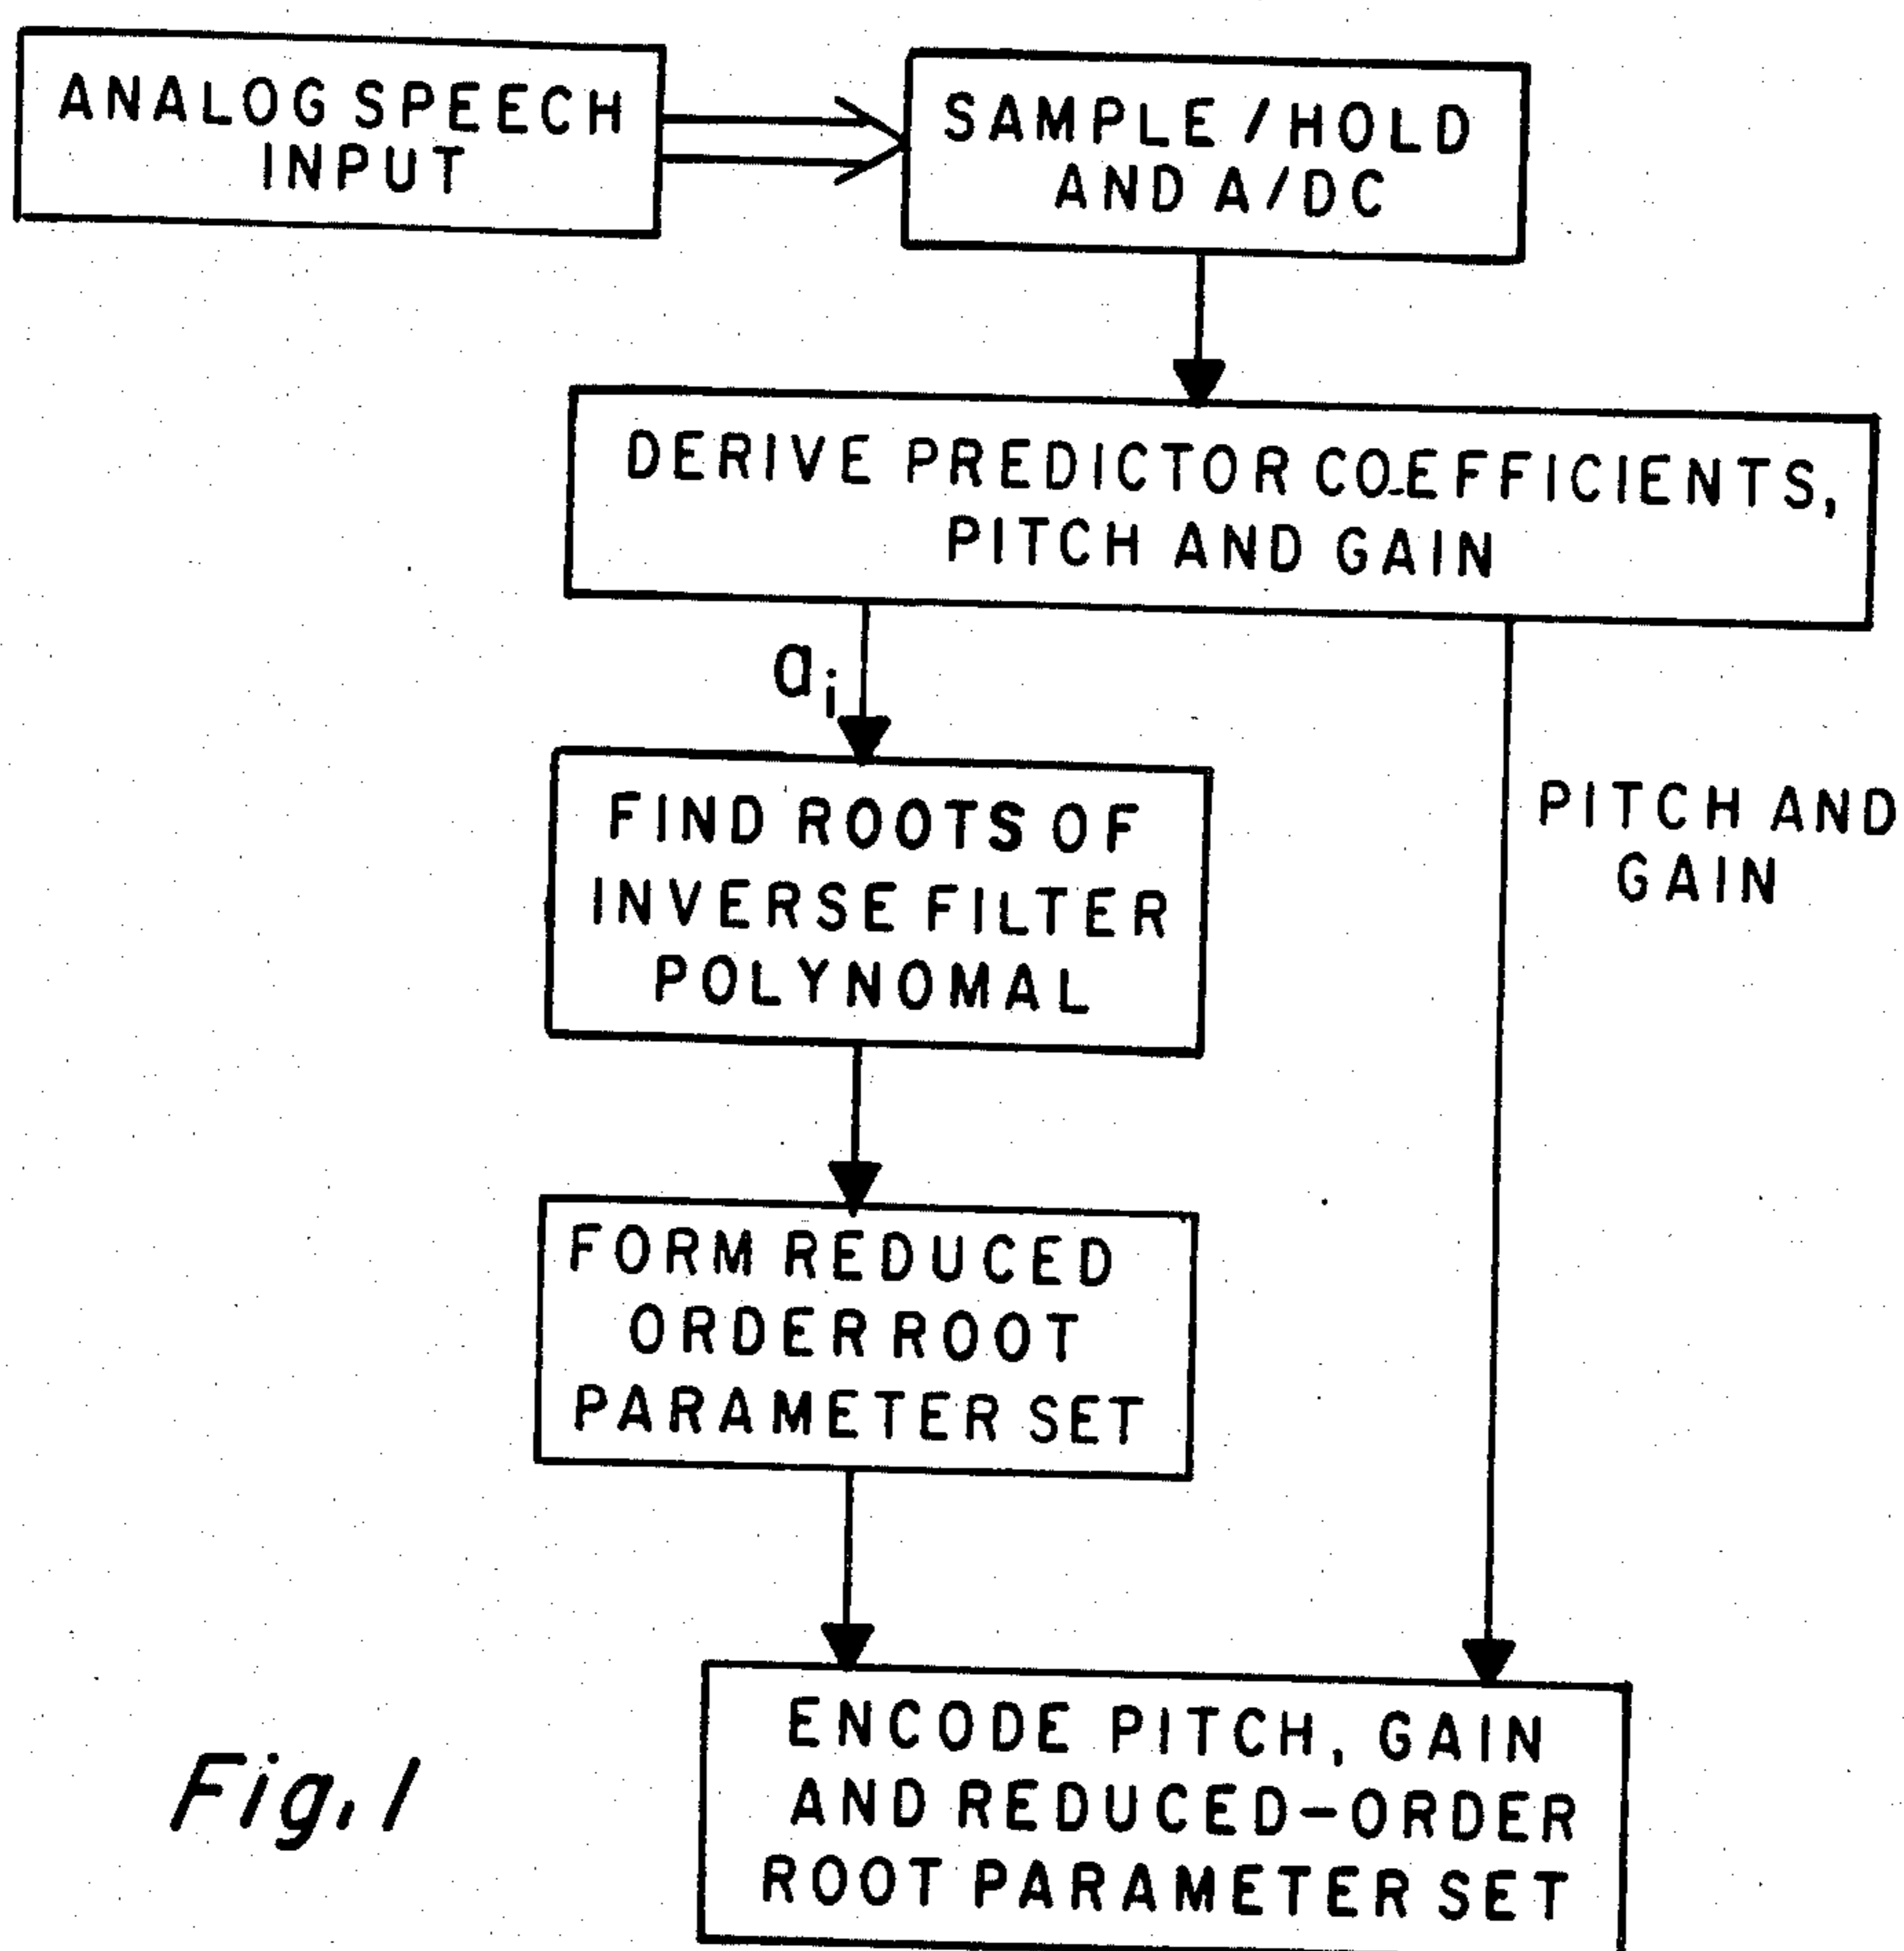 ANALOG SPEECH
INPUT
SAMPLE / HOLD
AND A/DC
DERIVE PREDICTOR COEFFICIENTS,
PITCH AND GAIN
ai
FIND ROOTS OF
INVERSE FILTER
POLYNOMAL
PITCH AND
GAIN
FORM REDUCED
ORDER ROOT
PARAMETER SET
ENCODE PITCH, GAIN
AND REDUCED-ORDER
ROOT PARAMETER SET
Fig. 1